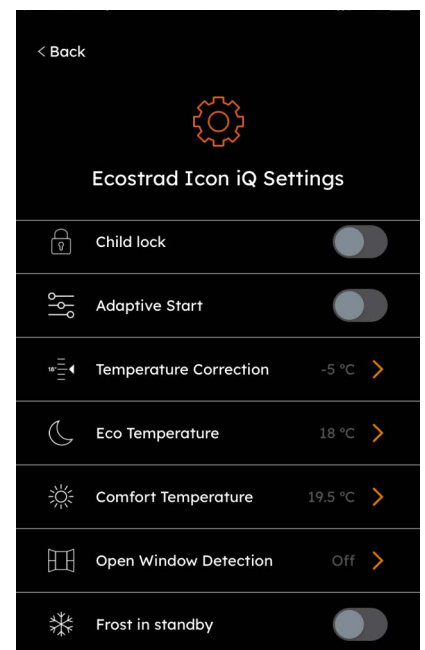 < Back
Ecostrad Icon iQ Settings
Child lock
Adaptive Start
18° Temperature Correction -5 °C >
Eco Temperature 18 °C >
Comfort Temperature 19.5 °C >
Open Window Detection Off >
Frost in standby